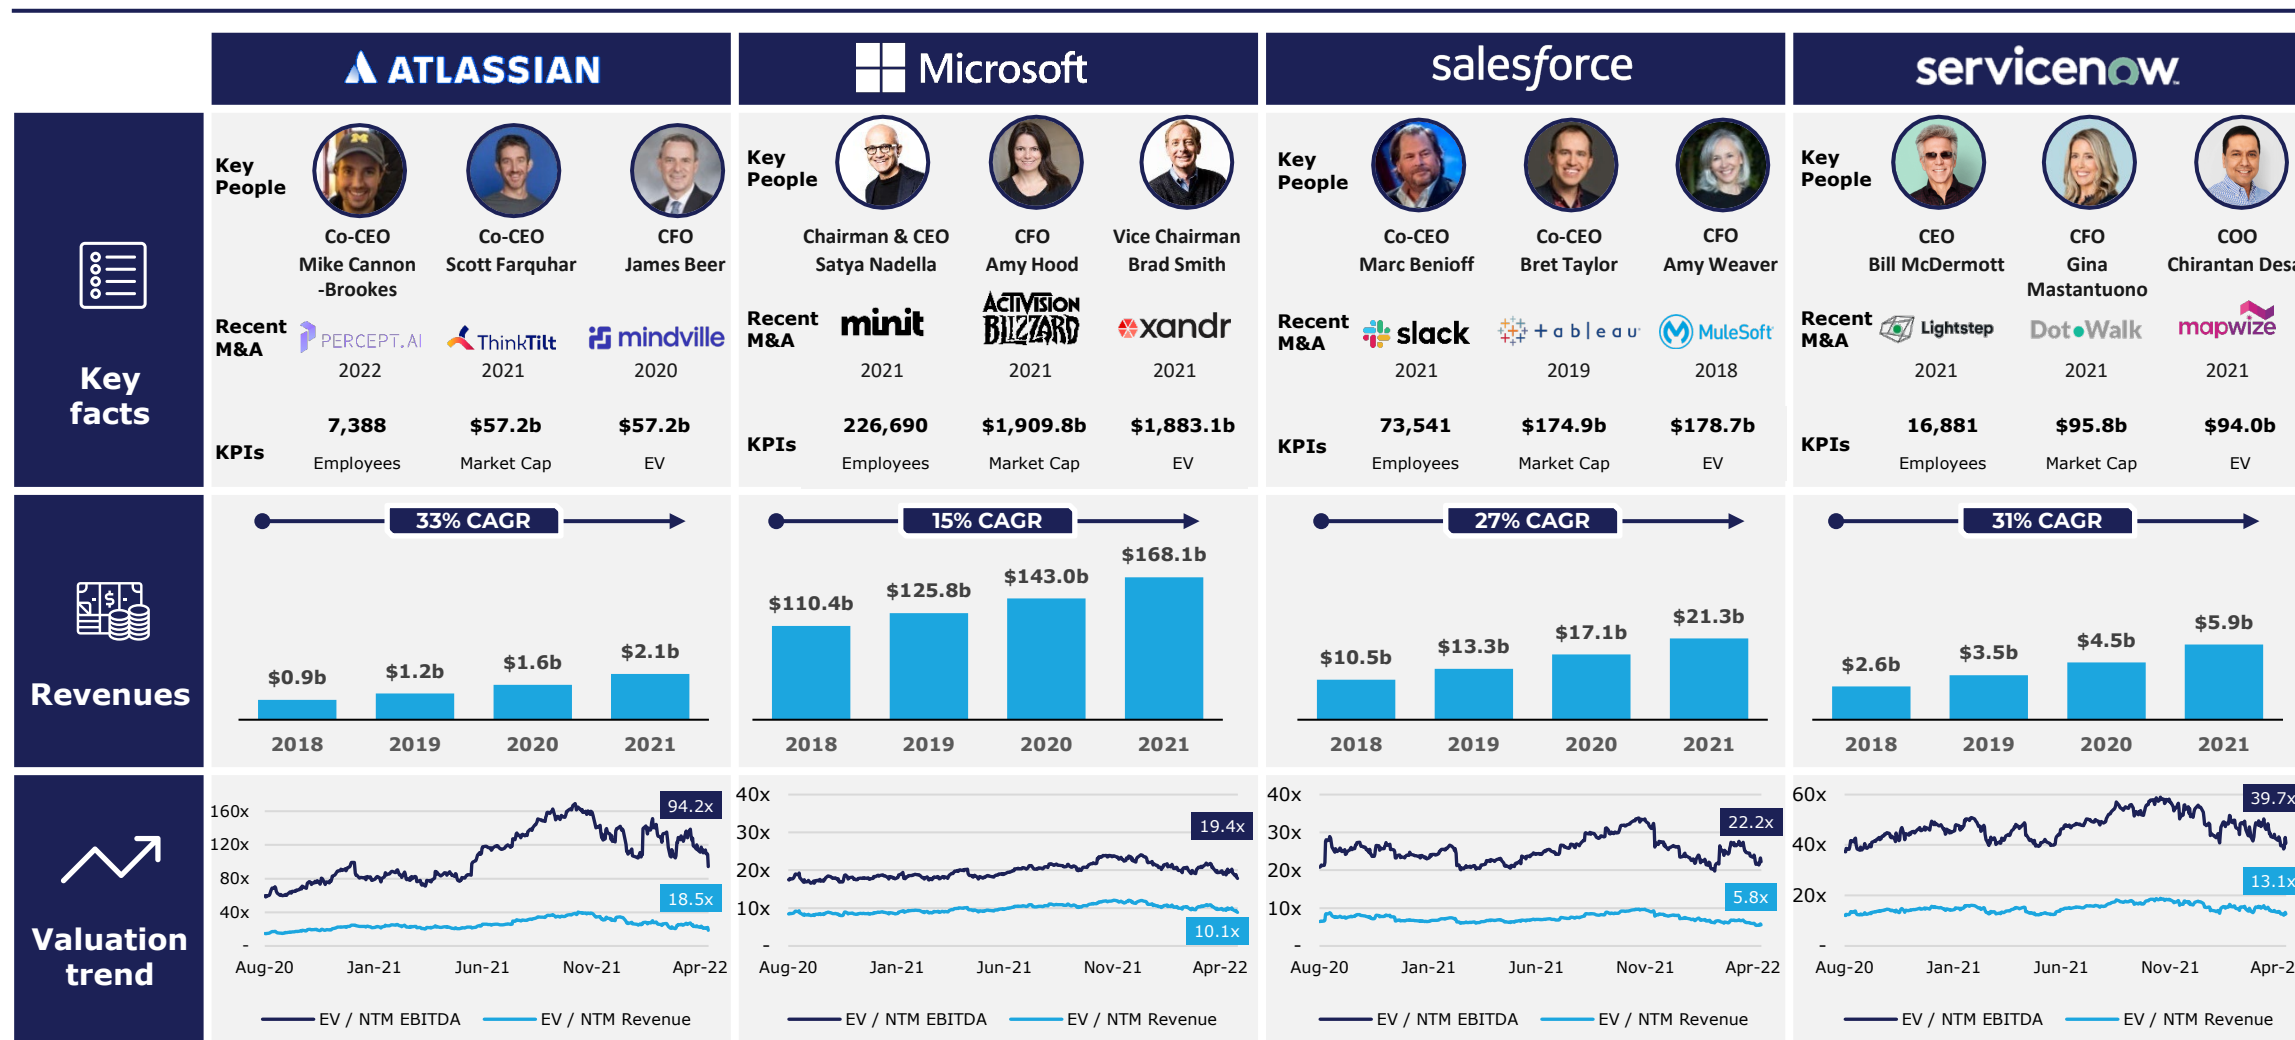 ATLASSIAN
Microsoft
salesforce
servicenow
Key
facts
Key
People
Co-CEO
Mike Cannon
-Brookes
Co-CEO
Scott Farquhar
CFO
James Beer
Recent
M&A
PERCEPT.AI
2022
ThinkTilt
2021
mindville
2020
KPIs
7,388
Employees
$57.2b
Market Cap
$57.2b
EV
Key
People
Chairman & CEO
Satya Nadella
CFO
Amy Hood
Vice Chairman
Brad Smith
Recent
M&A
minit
2021
ACTIVISION
BLIZZARD
2021
xandr
2021
KPIs
226,690
Employees
$1,909.8b
Market Cap
$1,883.1b
EV
Key
People
Co-CEO
Marc Benioff
Co-CEO
Bret Taylor
CFO
Amy Weaver
Recent
M&A
slack
2021
+ableau
2019
MuleSoft
2018
KPIs
73,541
Employees
$174.9b
Market Cap
$178.7b
EV
Key
People
CEO
Bill McDermott
CFO
Gina
Mastantuono
COO
Chirantan Desa
Recent
M&A
Lightstep
2021
DotWalk
2021
mapwize
2021
KPIs
16,881
Employees
$95.8b
Market Cap
$94.0b
EV
Revenues
33% CAGR
$0.9b
$1.2b
$1.6b
$2.1b
2018 2019 2020 2021
15% CAGR
$110.4b
$125.8b
$143.0b
$168.1b
2018 2019 2020 2021
27% CAGR
$10.5b
$13.3b
$17.1b
$21.3b
2018 2019 2020 2021
31% CAGR
$2.6b
$3.5b
$4.5b
$5.9b
2018 2019 2020 2021
Valuation
trend
160x
120x
80x
40x
-
94.2x
18.5x
Aug-20 Jan-21 Jun-21 Nov-21 Apr-22
EV / NTM EBITDA EV / NTM Revenue
40x
30x
20x
10x
-
19.4x
10.1x
Aug-20 Jan-21 Jun-21 Nov-21 Apr-22
EV / NTM EBITDA EV / NTM Revenue
40x
30x
20x
10x
-
22.2x
5.8x
Aug-20 Jan-21 Jun-21 Nov-21 Apr-22
EV / NTM EBITDA EV / NTM Revenue
60x
40x
20x
-
39.7x
13.1x
Aug-20 Jan-21 Jun-21 Nov-21 Apr-2
EV / NTM EBITDA EV / NTM Revenue